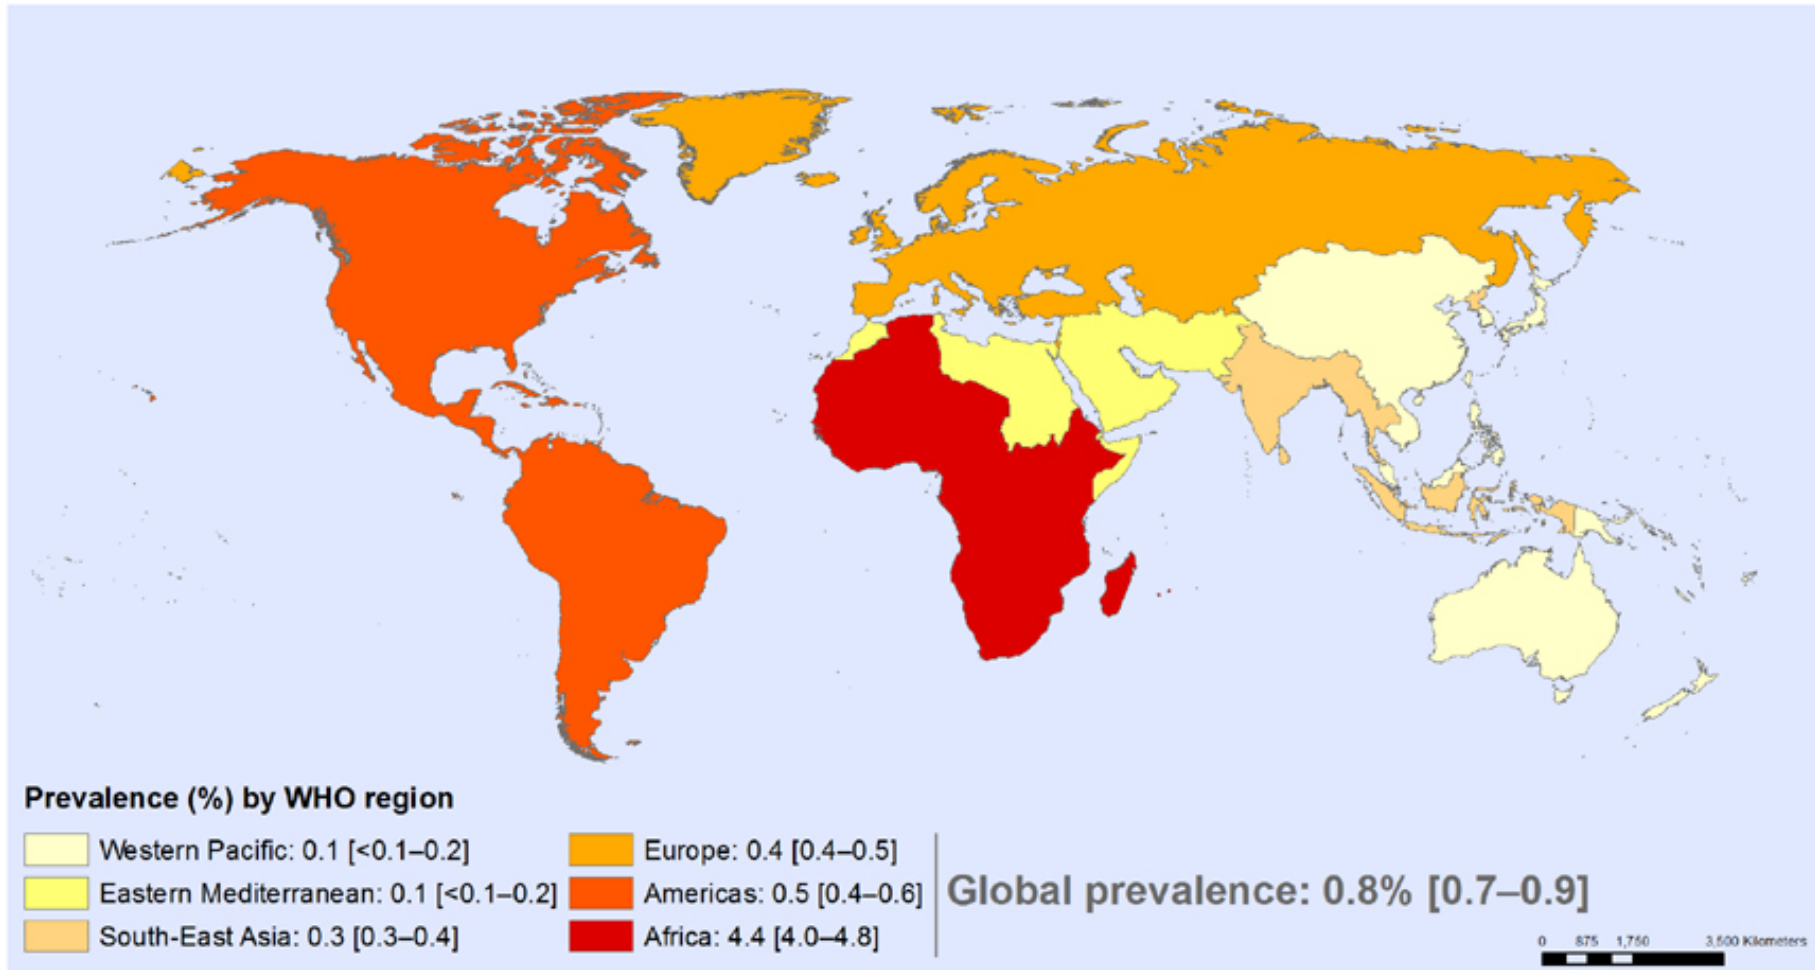 Prevalence (%) by WHO region
Western Pacific: 0.1 [<0.1–0.2]
Eastern Mediterranean: 0.1 [<0.1–0.2]
South-East Asia: 0.3 [0.3–0.4]
Europe: 0.4 [0.4–0.5]
Americas: 0.5 [0.4–0.6]
Africa: 4.4 [4.0–4.8]
Global prevalence: 0.8% [0.7–0.9]
0 875 1,750 3,500 Kilometers